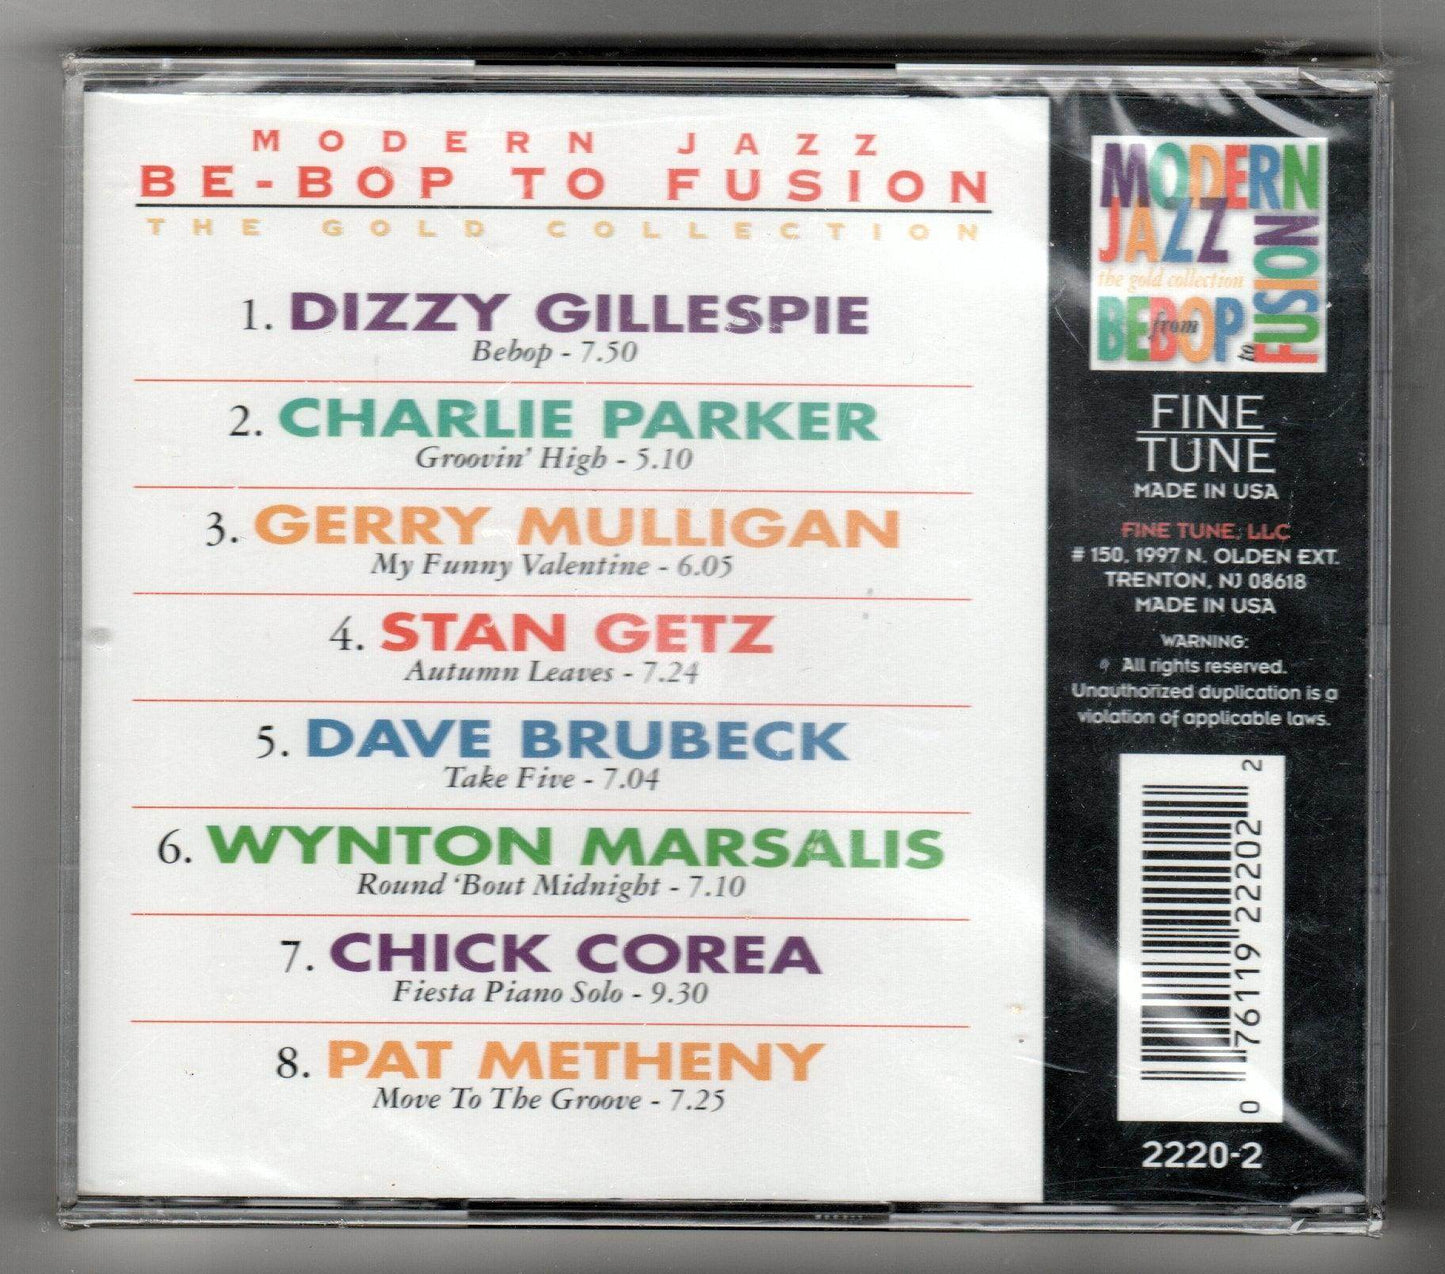 MODERN JAZZ
BE-BOP TO FUSION
THE GOLD COLLECTION
1. DIZZY GILLESPIE
Bebop - 7.50
2. CHARLIE PARKER
Groovin' High - 5.10
3. GERRY MULLIGAN
My Funny Valentine - 6.05
4. STAN GETZ
Autumn Leaves - 7.24
5. DAVE BRUBECK
Take Five - 7.04
6. WYNTON MARSALIS
Round 'Bout Midnight - 7.10
7. CHICK COREA
Fiesta Piano Solo - 9.30
8. PAT METHENY
Move To The Groove - 7.25
MODERN
JAZZ
the gold collection
from
BEBOP
to
FUSION
FINE
TUNE
MADE IN USA
FINE TUNE, LLC
# 150, 1997 N. OLDEN EXT.
TRENTON, NJ 08618
MADE IN USA
WARNING:
All rights reserved.
Unauthorized duplication is a
violation of applicable laws.
0 76119 22202 2
2220-2